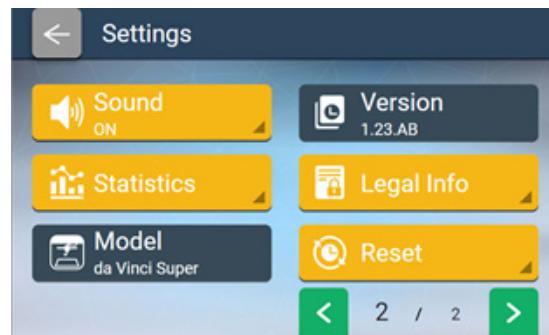 Settings
Sound
ON
Version
1.23.AB
Statistics
Legal Info
Model
da Vinci Super
Reset
2 / 2